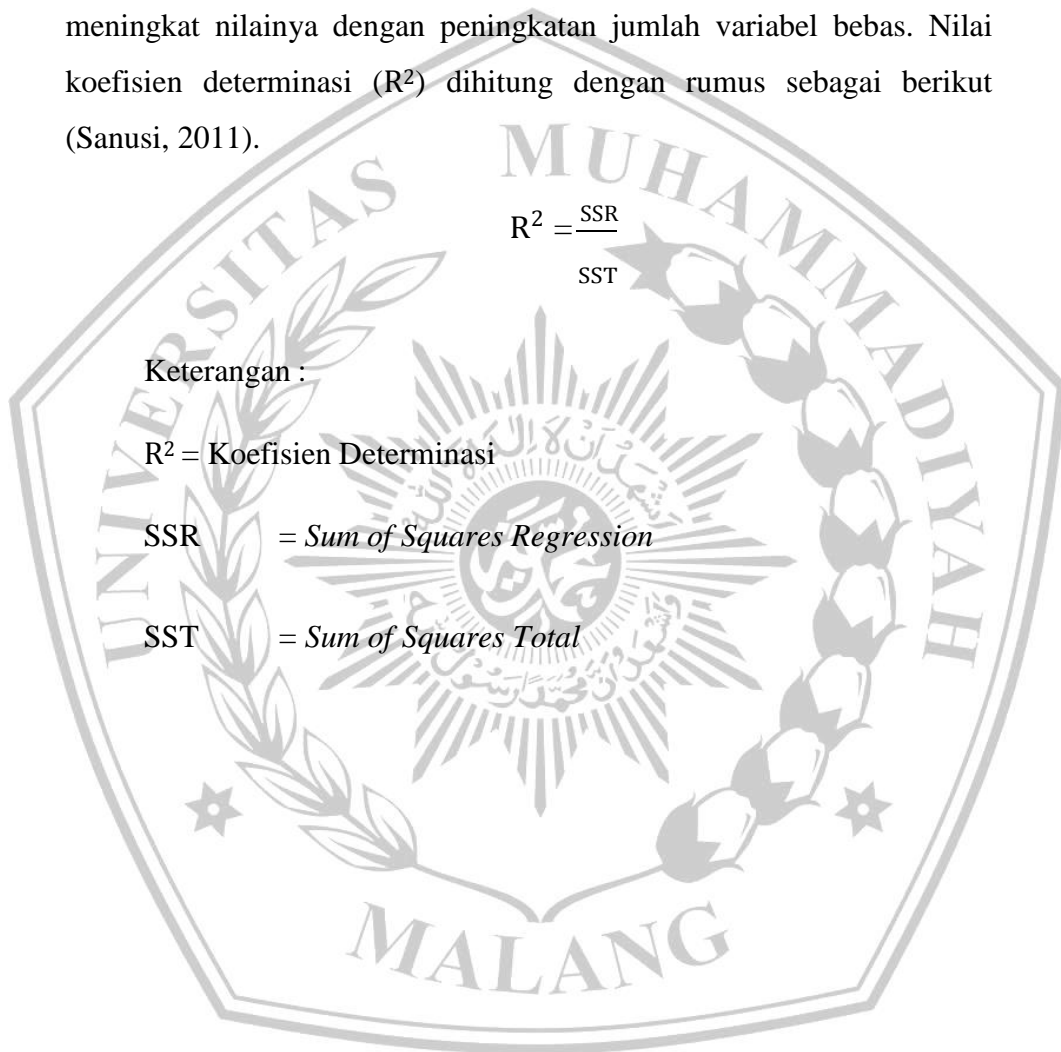 meningkat nilainya dengan peningkatan jumlah variabel bebas. Nilai
koefisien determinasi (R²) dihitung dengan rumus sebagai berikut
(Sanusi, 2011).
R² = SSR
SST
Keterangan :
R² = Koefisien Determinasi
SSR = Sum of Squares Regression
SST = Sum of Squares Total
UNIVERSITAS MUHAMMADIYAH
MALANG